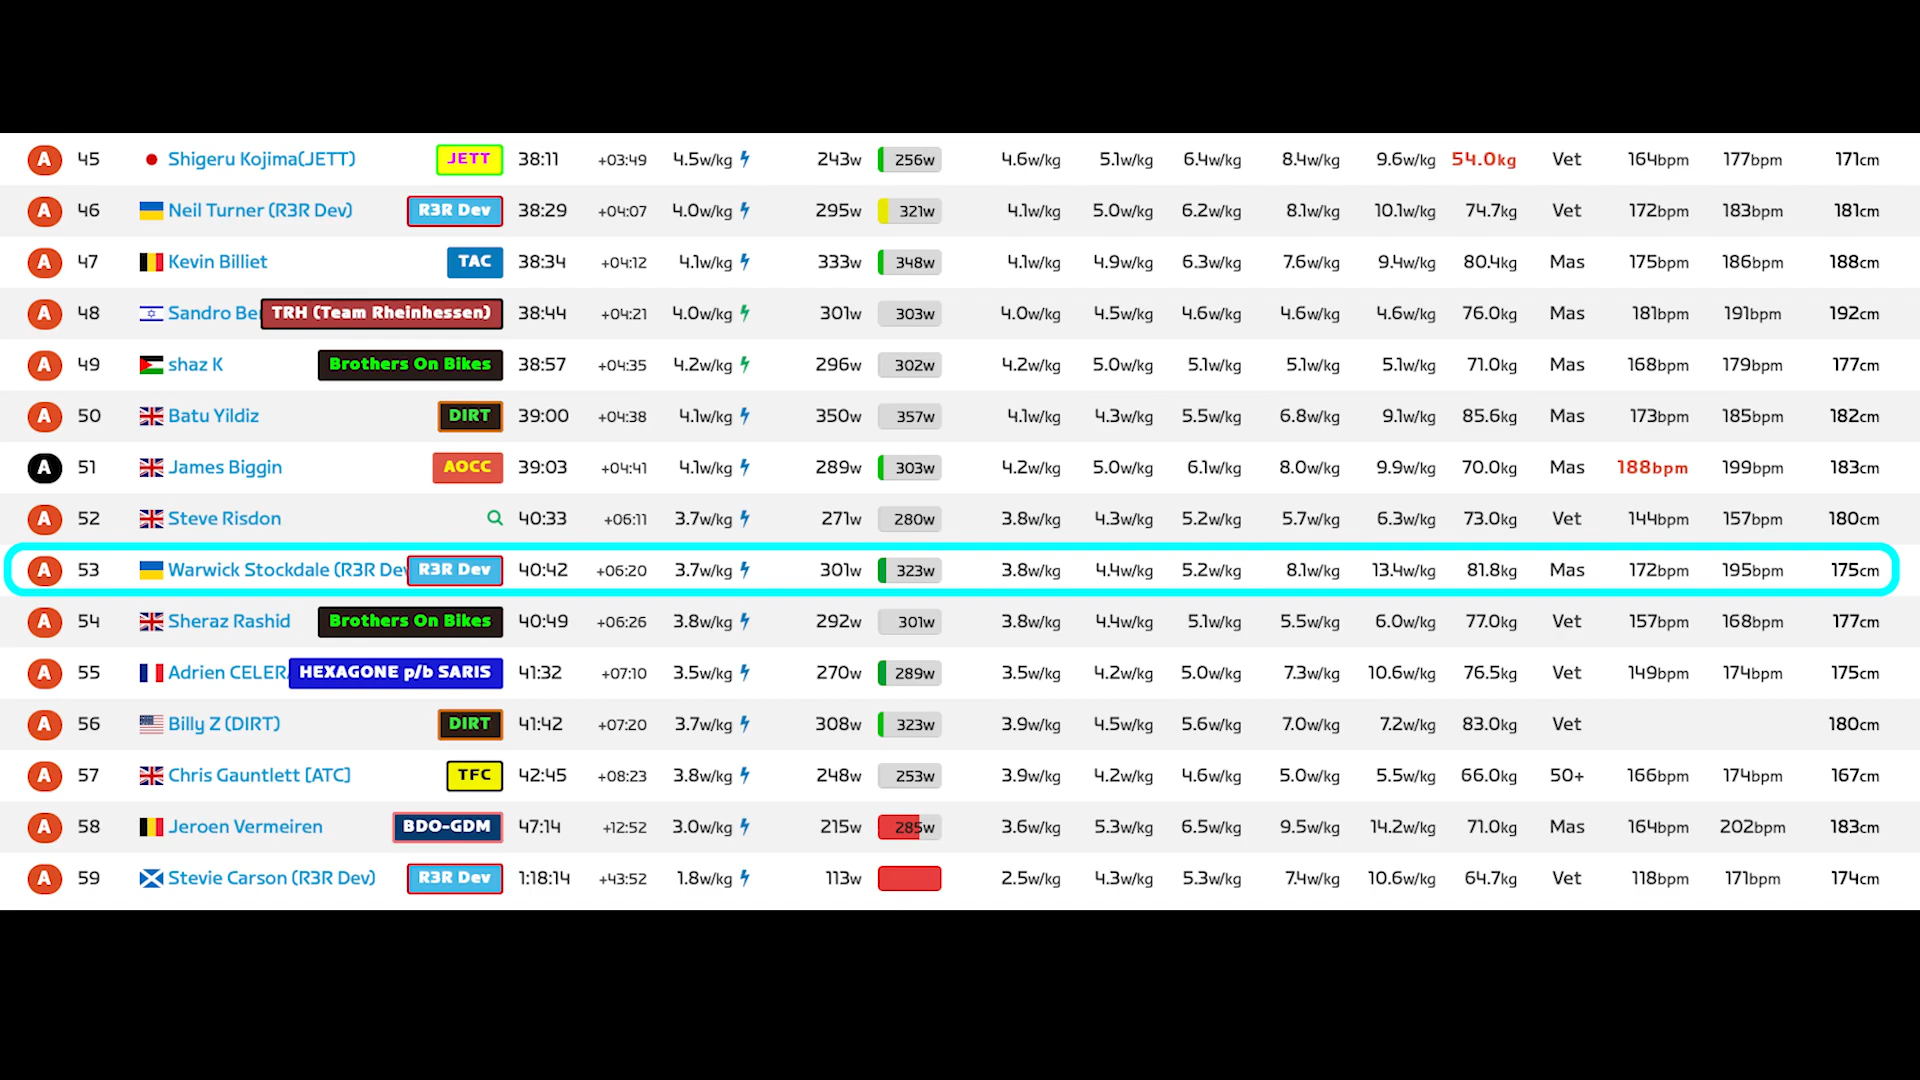 A 45 Shigeru Kojima(JETT) JETT 38:11 +03:49 4.5w/kg 243w 256w 4.6w/kg 5.1w/kg 6.4w/kg 8.4w/kg 9.6w/kg 54.0kg Vet 164bpm 177bpm 171cm
A 46 Neil Turner (R3R Dev) R3R Dev 38:29 +04:07 4.0w/kg 295w 321w 4.1w/kg 5.0w/kg 6.2w/kg 8.1w/kg 10.1w/kg 74.7kg Vet 172bpm 183bpm 181cm
A 47 Kevin Billiet TAC 38:34 +04:12 4.1w/kg 333w 348w 4.1w/kg 4.9w/kg 6.3w/kg 7.6w/kg 9.4w/kg 80.4kg Mas 175bpm 186bpm 188cm
A 48 Sandro Be TRH (Team Rheinhessen) 38:44 +04:21 4.0w/kg 301w 303w 4.0w/kg 4.5w/kg 4.6w/kg 4.6w/kg 4.6w/kg 76.0kg Mas 181bpm 191bpm 192cm
A 49 shaz K Brothers On Bikes 38:57 +04:35 4.2w/kg 296w 302w 4.2w/kg 5.0w/kg 5.1w/kg 5.1w/kg 5.1w/kg 71.0kg Mas 168bpm 179bpm 177cm
A 50 Batu Yildiz DIRT 39:00 +04:38 4.1w/kg 350w 357w 4.1w/kg 4.3w/kg 5.5w/kg 6.8w/kg 9.1w/kg 85.6kg Mas 173bpm 185bpm 182cm
A 51 James Biggin AOCC 39:03 +04:41 4.1w/kg 289w 303w 4.2w/kg 5.0w/kg 6.1w/kg 8.0w/kg 9.9w/kg 70.0kg Mas 188bpm 199bpm 183cm
A 52 Steve Risdon 40:33 +06:11 3.7w/kg 271w 280w 3.8w/kg 4.3w/kg 5.2w/kg 5.7w/kg 6.3w/kg 73.0kg Vet 144bpm 157bpm 180cm
A 53 Warwick Stockdale (R3R Dev R3R Dev 40:42 +06:20 3.7w/kg 301w 323w 3.8w/kg 4.4w/kg 5.2w/kg 8.1w/kg 13.4w/kg 81.8kg Mas 172bpm 195bpm 175cm
A 54 Sheraz Rashid Brothers On Bikes 40:49 +06:26 3.8w/kg 292w 301w 3.8w/kg 4.4w/kg 5.1w/kg 5.5w/kg 6.0w/kg 77.0kg Vet 157bpm 168bpm 177cm
A 55 Adrien CELER HEXAGONE p/b SARIS 41:32 +07:10 3.5w/kg 270w 289w 3.5w/kg 4.2w/kg 5.0w/kg 7.3w/kg 10.6w/kg 76.5kg Vet 149bpm 174bpm 175cm
A 56 Billy Z (DIRT) DIRT 41:42 +07:20 3.7w/kg 308w 323w 3.9w/kg 4.5w/kg 5.6w/kg 7.0w/kg 7.2w/kg 83.0kg Vet 180cm
A 57 Chris Gauntlett [ATC] TFC 42:45 +08:23 3.8w/kg 248w 253w 3.9w/kg 4.2w/kg 4.6w/kg 5.0w/kg 5.5w/kg 66.0kg 50+ 166bpm 174bpm 167cm
A 58 Jeroen Vermeiren BDO-GDM 47:14 +12:52 3.0w/kg 215w 285w 3.6w/kg 5.3w/kg 6.5w/kg 9.5w/kg 14.2w/kg 71.0kg Mas 164bpm 202bpm 183cm
A 59 Stevie Carson (R3R Dev) R3R Dev 1:18:14 +43:52 1.8w/kg 113w 2.5w/kg 4.3w/kg 5.3w/kg 7.4w/kg 10.6w/kg 64.7kg Vet 118bpm 171bpm 174cm